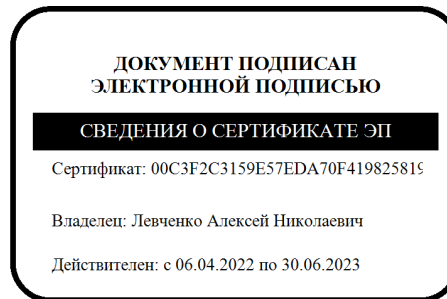 ДОКУМЕНТ ПОДПИСАН
ЭЛЕКТРОННОЙ ПОДПИСЬЮ
СВЕДЕНИЯ О СЕРТИФИКАТЕ ЭП
Сертификат: 00C3F2C3159E57EDA70F419825819
Владелец: Левченко Алексей Николаевич
Действителен: с 06.04.2022 по 30.06.2023